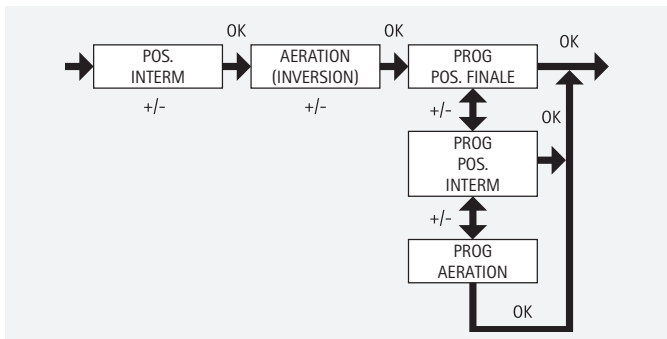 OK
OK
OK
POS.
INTERM
AERATION
(INVERSION)
PROG
POS. FINALE
+/-
+/-
+/-
OK
PROG
POS.
INTERM
+/-
PROG
AERATION
OK